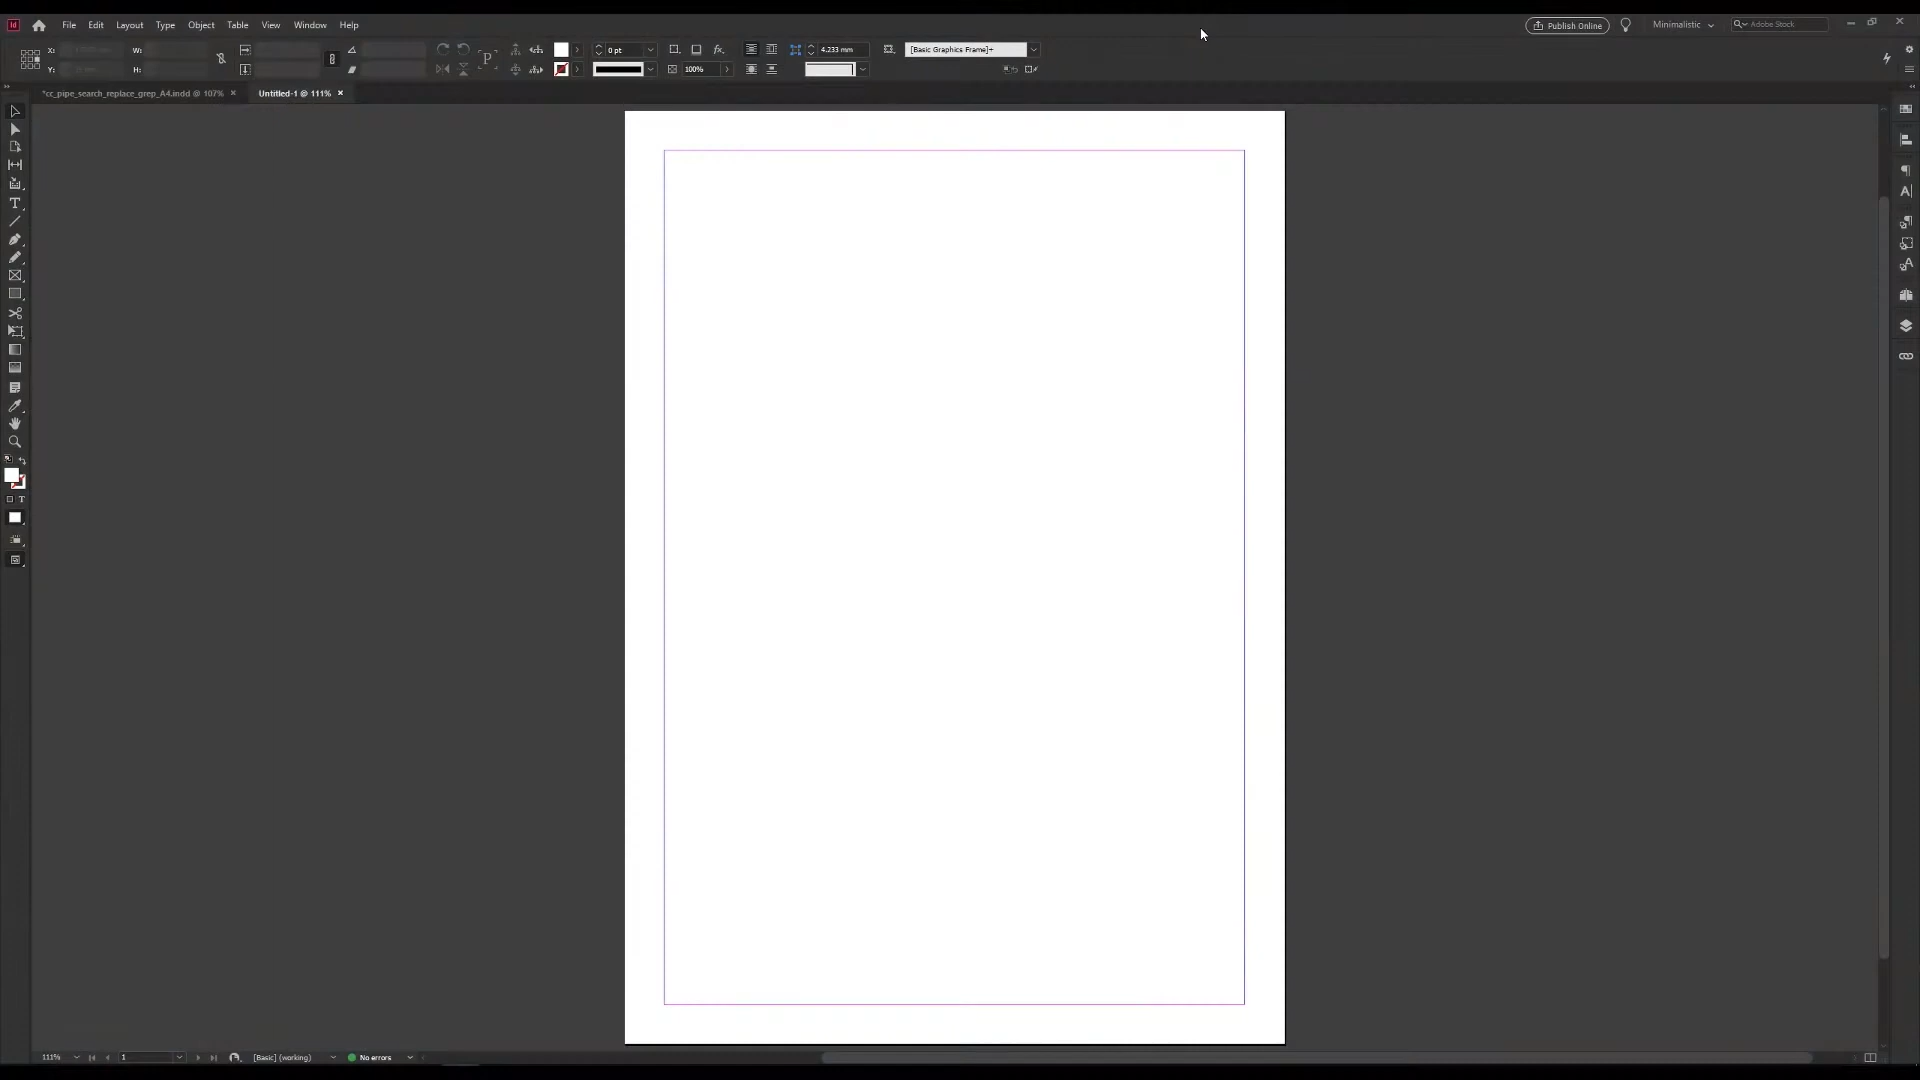 Id File Edit Layout Type Object Table View Window Help Publish Online Minimalistic Adobe Stock
X: W: 0 pt 4.233 mm [Basic Graphics Frame]+
Y: H: P 100%
*cc_pipe_search_replace_grep_A4.indd @ 107% × Untitled-1 @ 111% ×
111% 1 [Basic] (working) No errors